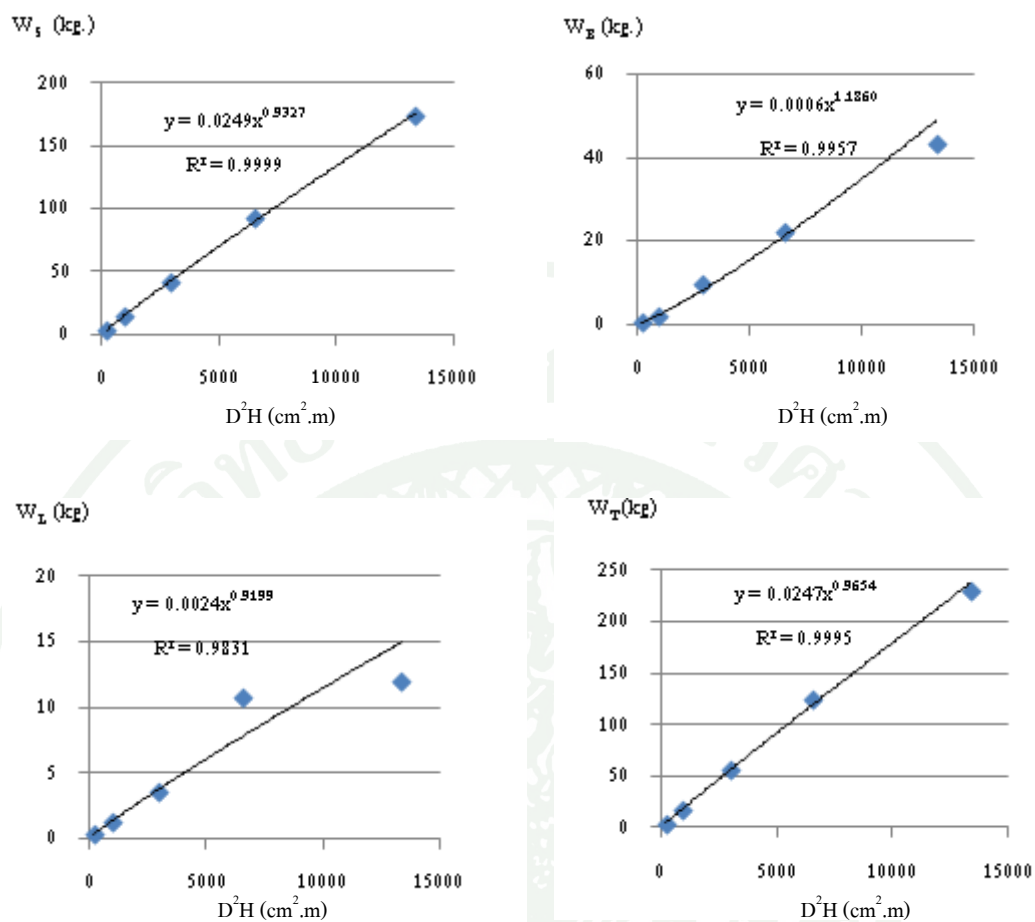 W_S (kg.)
200
150
100
50
0
y = 0.0249x^0.9327
R² = 0.9999
0 5000 10000 15000
D²H (cm².m)
W_B (kg.)
60
40
20
0
y = 0.0006x^1.1860
R² = 0.9957
0 5000 10000 15000
D²H (cm².m)
W_L (kg)
20
15
10
5
0
y = 0.0024x^0.9199
R² = 0.9831
0 5000 10000 15000
D²H (cm².m)
W_T(kg)
250
200
150
100
50
0
y = 0.0247x^0.9654
R² = 0.9995
0 5000 10000 15000
D²H (cm².m)